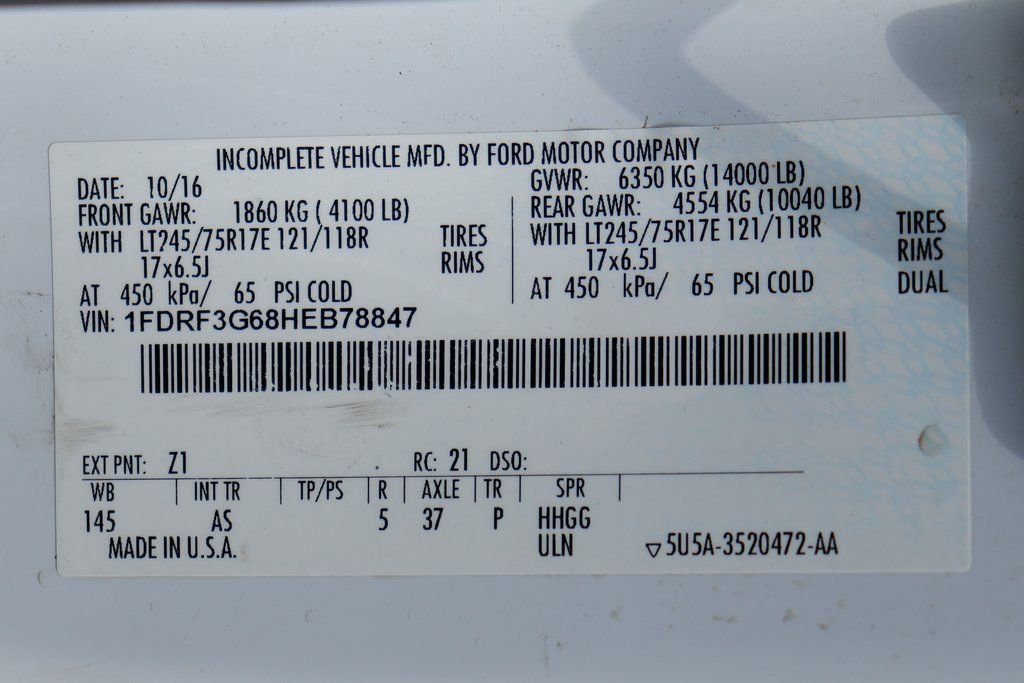 INCOMPLETE VEHICLE MFD. BY FORD MOTOR COMPANY
DATE: 10/16 GVWR: 6350 KG (14000 LB)
FRONT GAWR: 1860 KG ( 4100 LB) REAR GAWR: 4554 KG (10040 LB)
WITH LT245/75R17E 121/118R TIRES WITH LT245/75R17E 121/118R TIRES
17x6.5J RIMS 17x6.5J RIMS
AT 450 kPa/ 65 PSI COLD AT 450 kPa/ 65 PSI COLD DUAL
VIN: 1FDRF3G68HEB78847
EXT PNT: Z1 RC: 21 DSO:
WB INT TR TP/PS R AXLE TR SPR
145 AS 5 37 P HHGG
MADE IN U.S.A. ULN ▽5U5A-3520472-AA